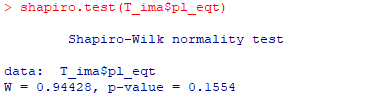 > shapiro.test(T_ima$pl_eqt)
Shapiro-Wilk normality test
data:  T_ima$pl_eqt
W = 0.94428, p-value = 0.1554